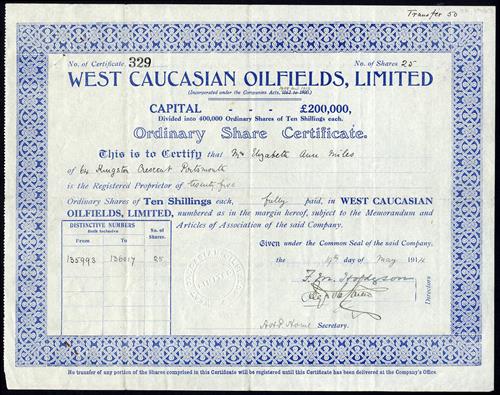 Transfer 50
No. of Certificate 329
No. of Shares 25
WEST CAUCASIAN OILFIELDS, LIMITED
(Incorporated under the Companies Acts,
CAPITAL - - - £200,000,
Divided into 400,000 Ordinary Shares of Ten Shillings each.
Ordinary Share Certificate.
This is to Certify that Mrs Elizabeth Ann Miles
of 64 Kingston Crescent Portsmouth
is the Registered Proprietor of twenty five
Ordinary Shares of Ten Shillings each, fully paid, in WEST CAUCASIAN
OILFIELDS, LIMITED, numbered as in the margin hereof, subject to the Memorandum and
Articles of Association of the said Company.
DISTINCTIVE NUMBERS
Both Inclusive
No. of Shares.
From To
135993 136017 25
Given under the Common Seal of the said Company,
the 19th day of May 1914
Directors
Secretary.
No transfer of any portion of the Shares comprised in this Certificate will be registered until this Certificate has been delivered at the Company's Office.